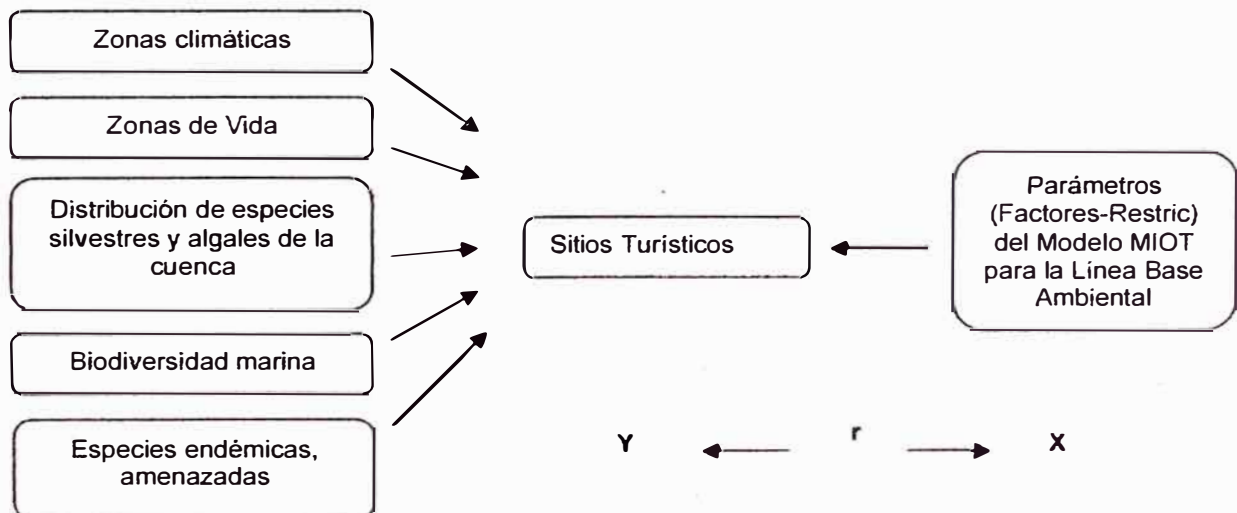 Zonas climáticas
Zonas de Vida
Distribución de especies
silvestres y algales de la
cuenca
Biodiversidad marina
Especies endémicas,
amenazadas
Sitios Turísticos
Parámetros
(Factores-Restric)
del Modelo MIOT
para la Línea Base
Ambiental
Y r X